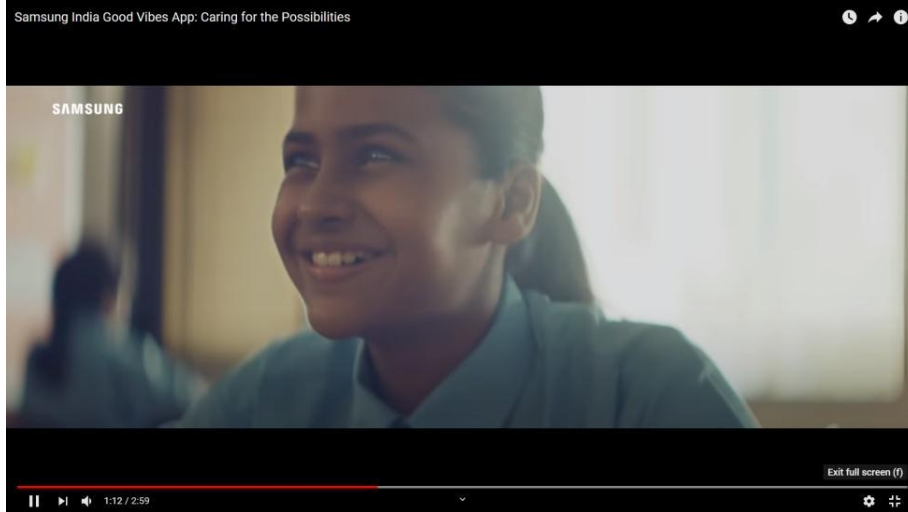 Samsung India Good Vibes App: Caring for the Possibilities
SAMSUNG
Exit full screen (f)
1:12 / 2:59